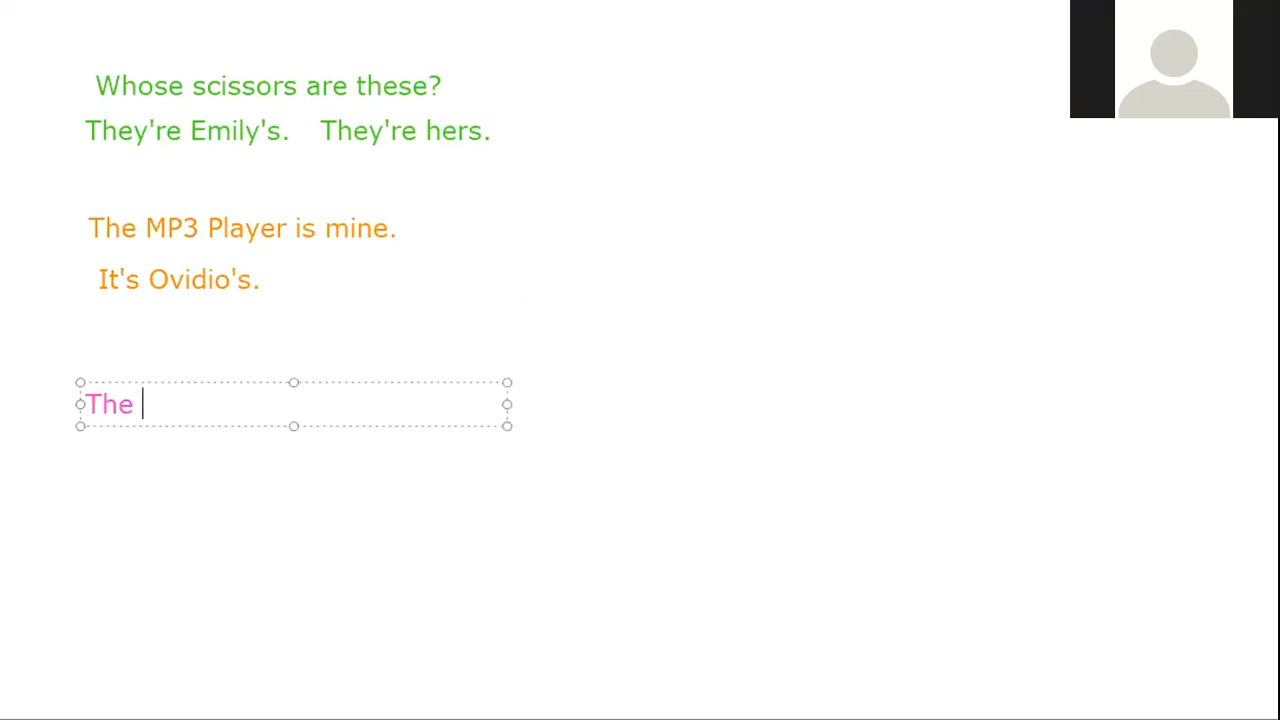 Whose scissors are these?
They're Emily's. They're hers.
The MP3 Player is mine.
It's Ovidio's.
The